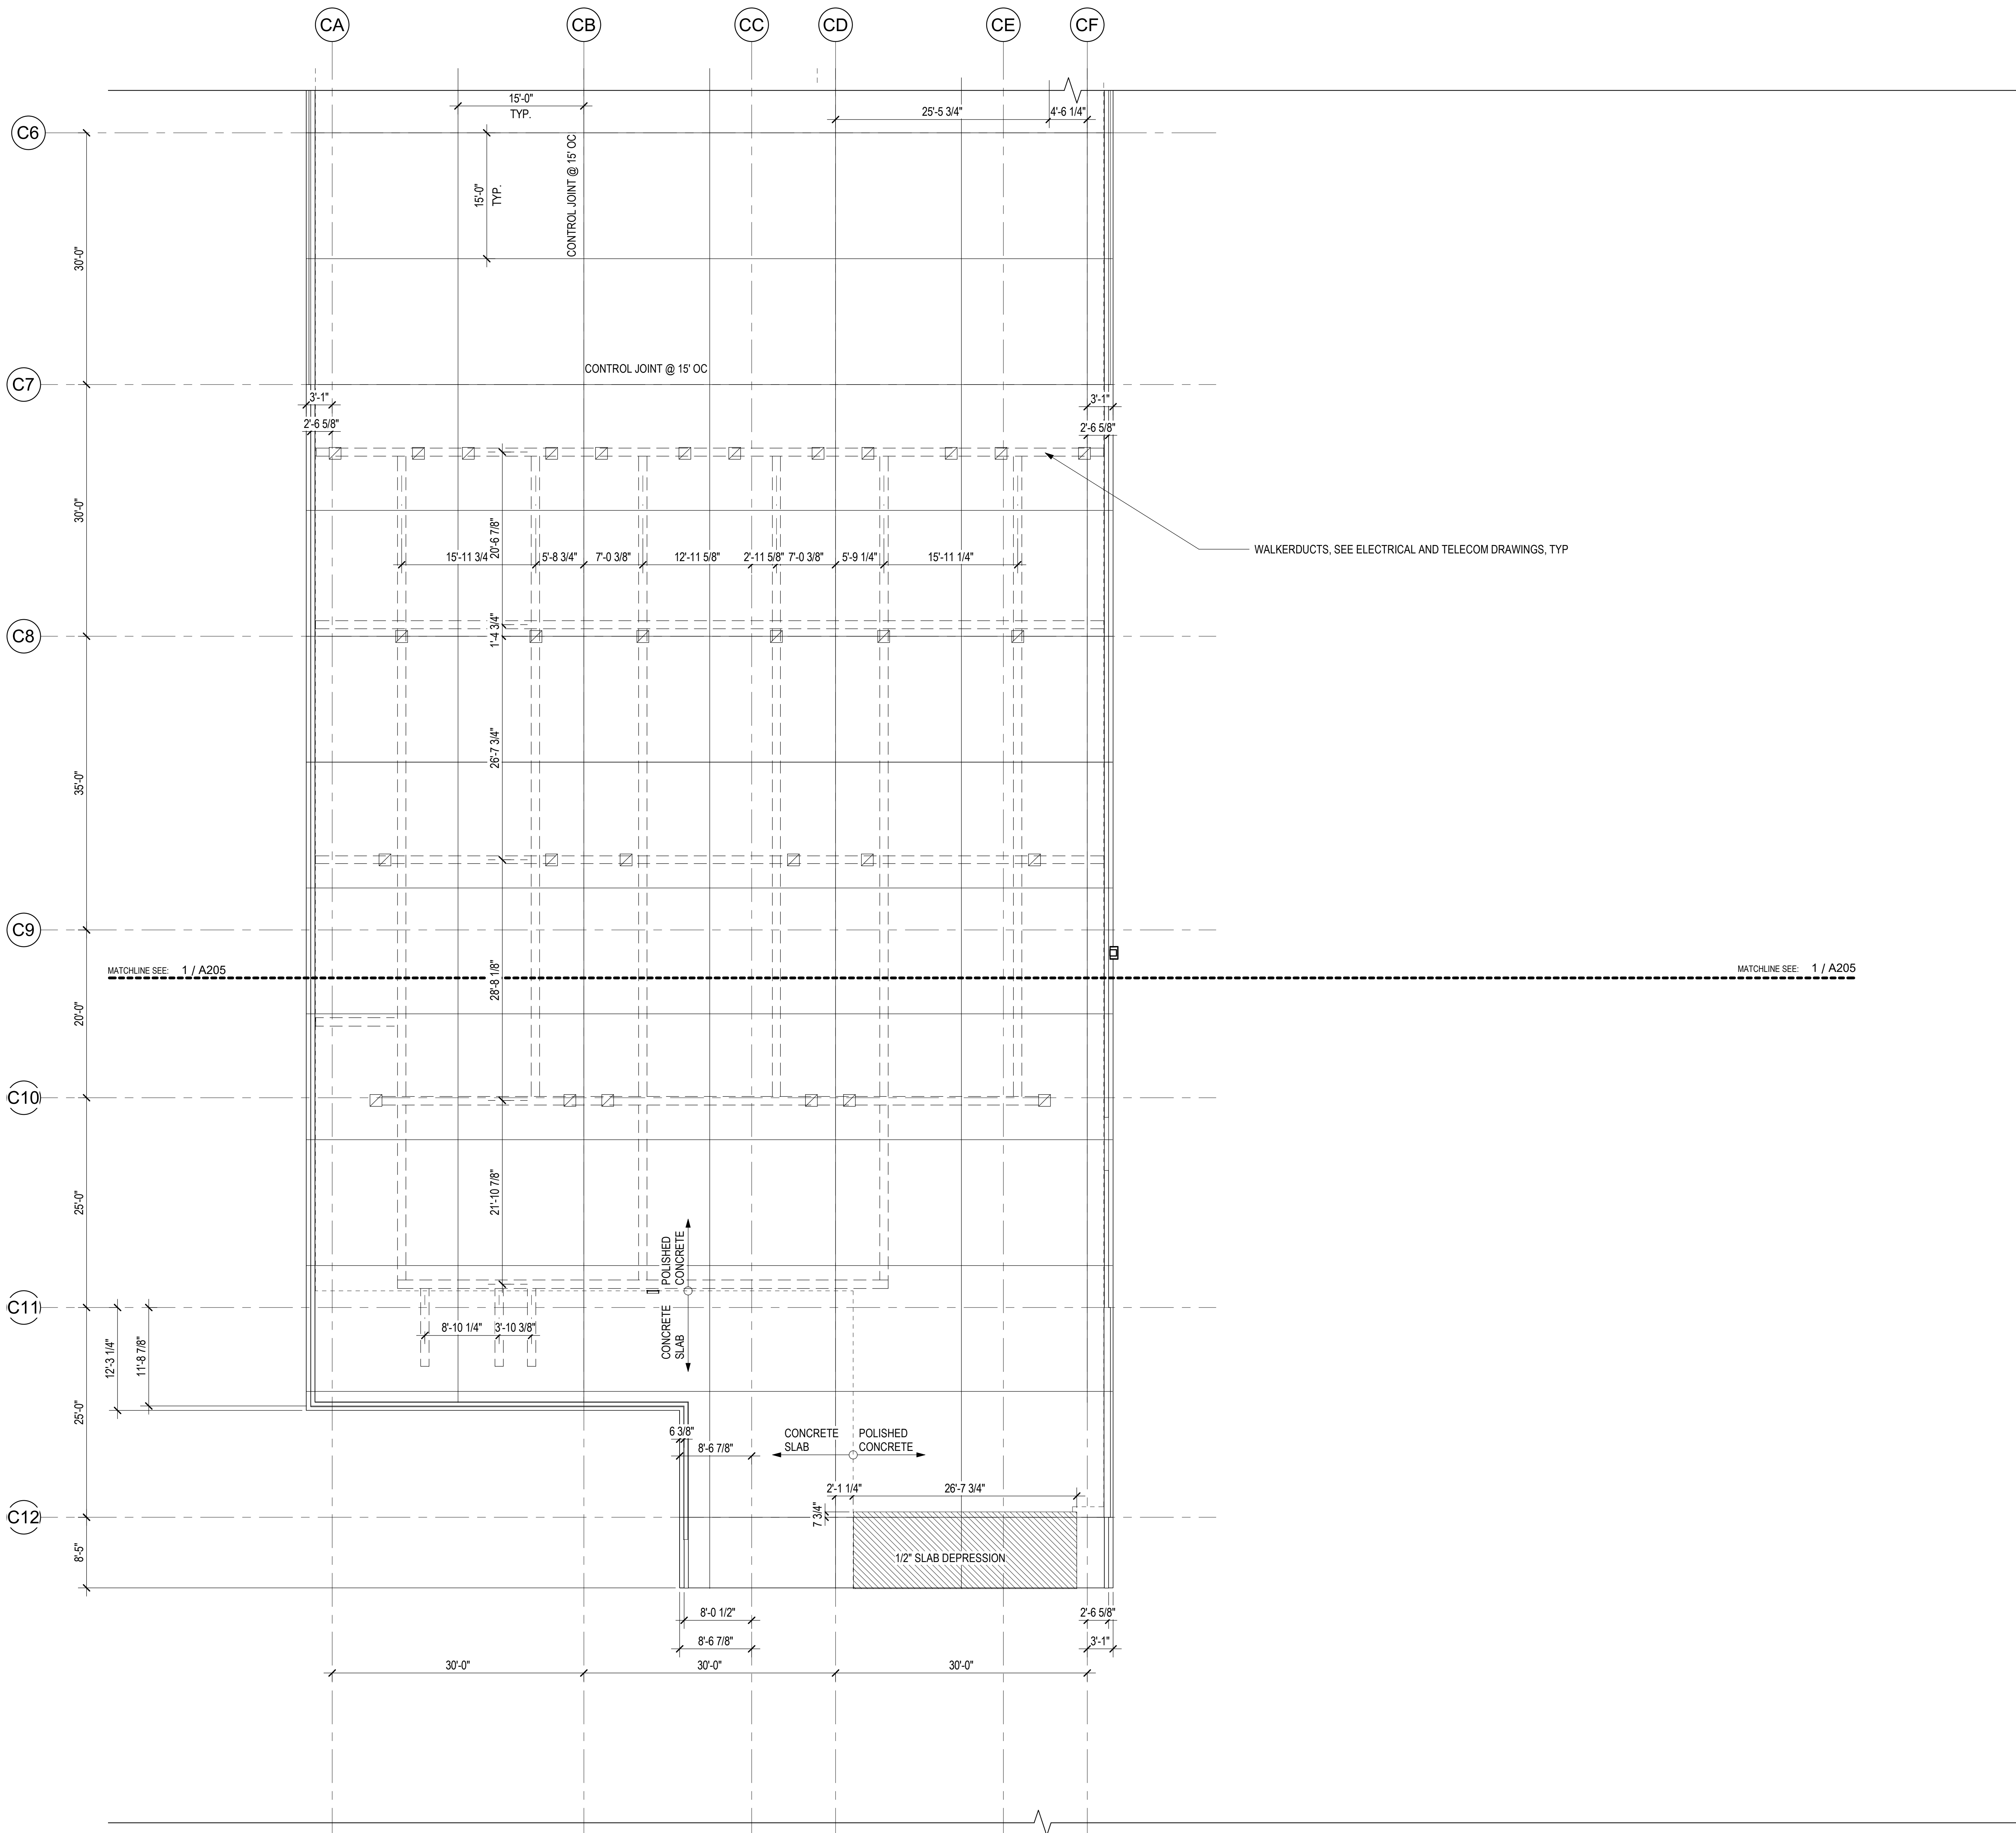 CA
CB
CC
CD
CE
CF
15'-0"
TYP.
25'-5 3/4"
4'-6 1/4"
C6
15'-0"
TYP.
CONTROL JOINT @ 15' OC
30'-0"
CONTROL JOINT @ 15' OC
C7
3'-1"
2'-6 5/8"
3'-1"
2'-6 5/8"
30'-0"
20'-6 7/8"
15'-11 3/4
5'-8 3/4"
7'-0 3/8"
12'-11 5/8"
2'-11 5/8"
7'-0 3/8"
5'-9 1/4"
15'-11 1/4"
WALKERDUCTS, SEE ELECTRICAL AND TELECOM DRAWINGS, TYP
1'-4 3/4"
C8
26'-7 3/4"
35'-0"
C9
MATCHLINE SEE: 1 / A205
MATCHLINE SEE: 1 / A205
28'-8 1/8"
20'-0"
C10
21'-10 7/8"
25'-0"
POLISHED
CONCRETE
C11
CONCRETE
SLAB
8'-10 1/4"
3'-10 3/8"
12'-3 1/4"
11'-8 7/8"
25'-0"
6 3/8"
8'-6 7/8"
CONCRETE
SLAB
POLISHED
CONCRETE
2'-1 1/4"
26'-7 3/4"
7 3/4"
C12
8'-5"
1/2" SLAB DEPRESSION
8'-0 1/2"
2'-6 5/8"
8'-6 7/8"
3'-1"
30'-0"
30'-0"
30'-0"